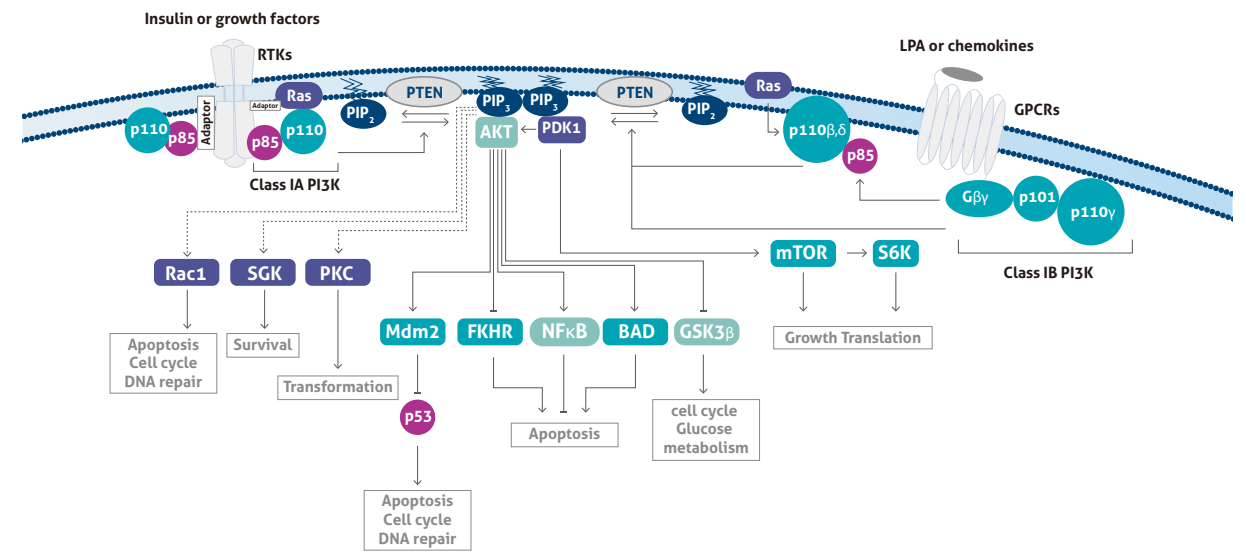 Insulin or growth factors
RTKs
LPA or chemokines
GPCRs
Adaptor
Adaptor
Ras
p110
p85
p85
p110
Class IA PI3K
PIP2
PTEN
PIP3
PIP3
AKT
PDK1
PTEN
PIP2
Ras
p110β,δ
p85
Gβγ
p101
p110γ
Class IB PI3K
mTOR
S6K
Rac1
SGK
PKC
Mdm2
FKHR
NFκB
BAD
GSK3β
Growth Translation
Apoptosis
Cell cycle
DNA repair
Survival
Transformation
p53
Apoptosis
cell cycle
Glucose
metabolism
Apoptosis
Cell cycle
DNA repair